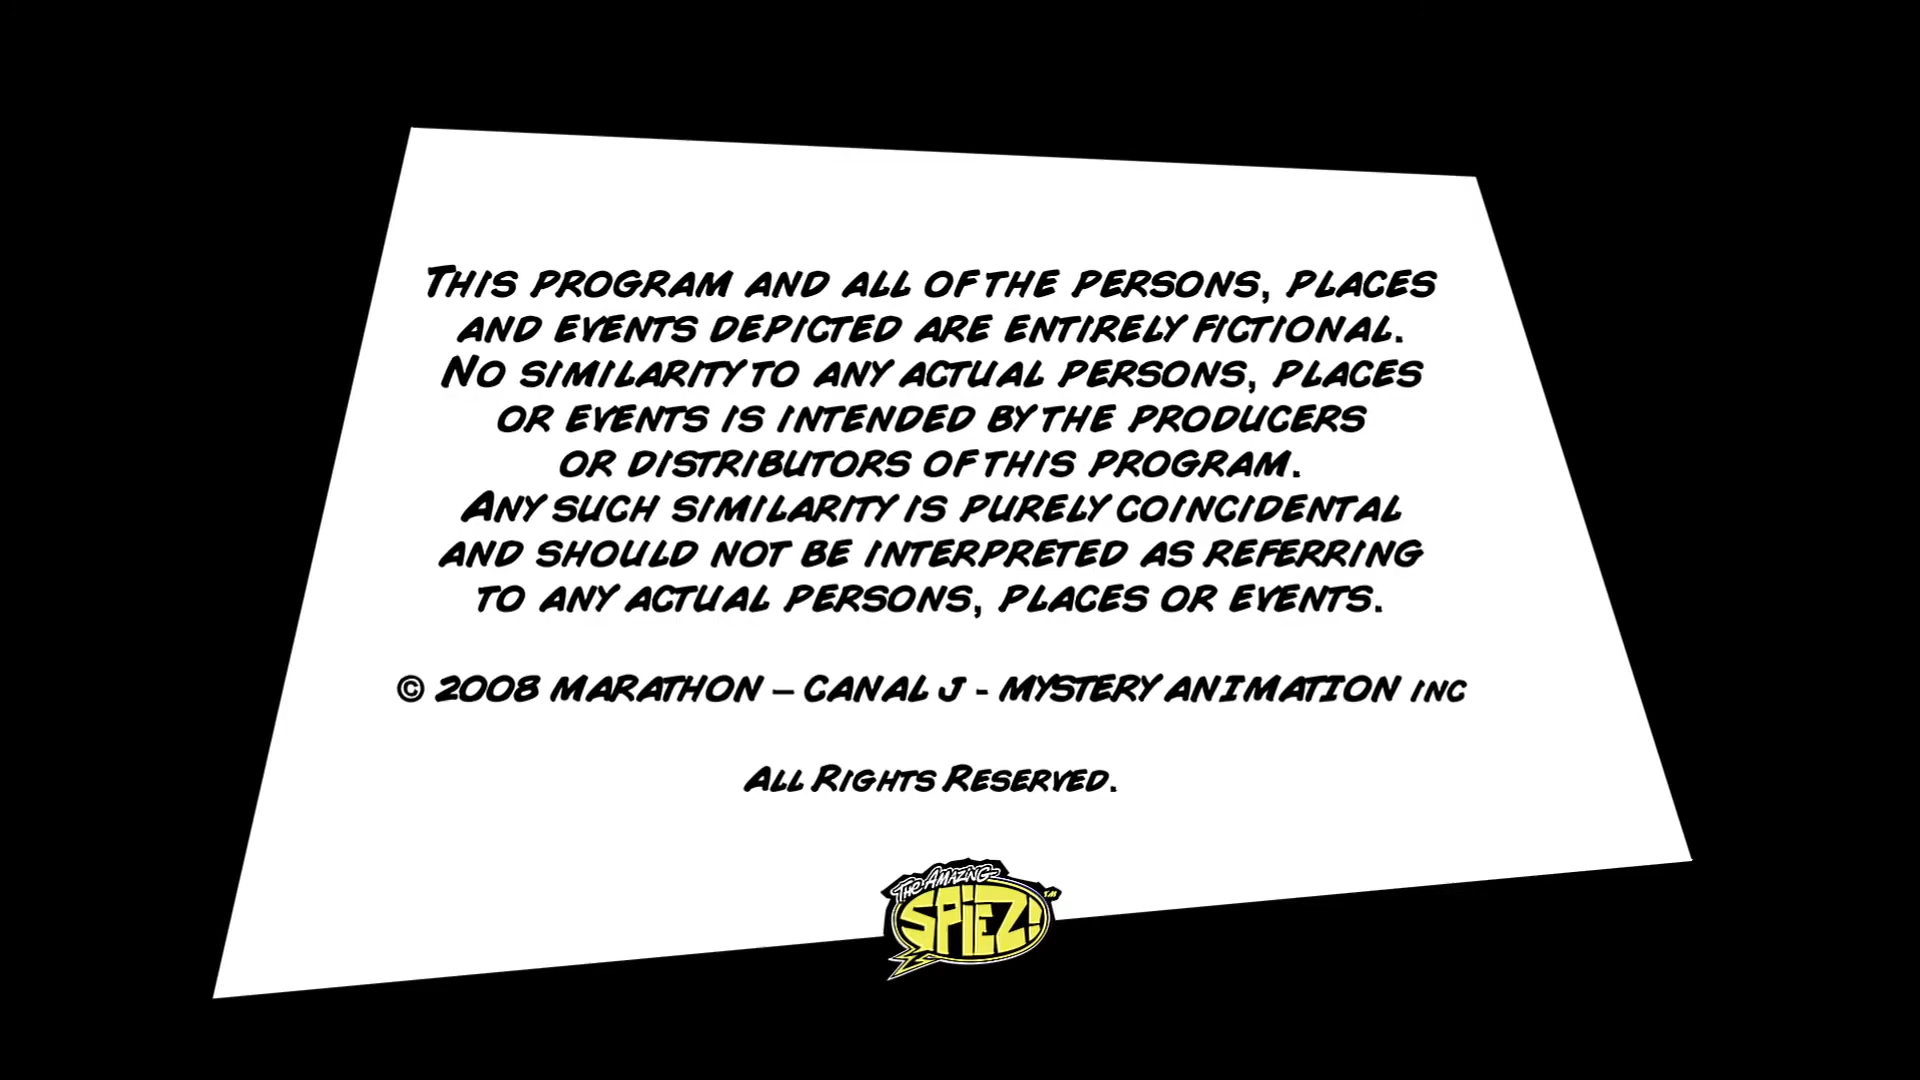 This program and all of the persons, places
and events depicted are entirely fictional.
No similarity to any actual persons, places
or events is intended by the producers
or distributors of this program.
Any such similarity is purely coincidental
and should not be interpreted as referring
to any actual persons, places or events.
© 2008 MARATHON – CANAL J - MYSTERY ANIMATION INC
All Rights Reserved.
The Amazing
SPiEZ! ™